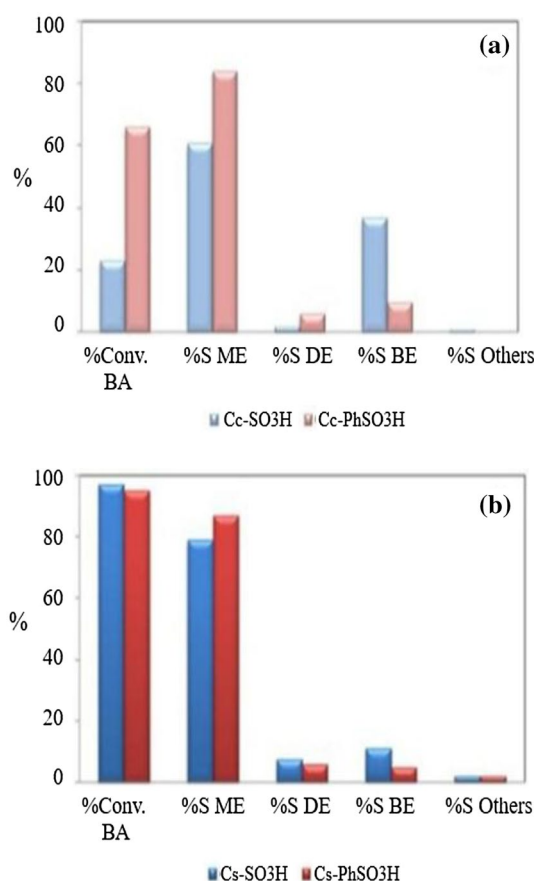 100
(a)
80
60
%
40
20
0
%Conv. BA
%S ME
%S DE
%S BE
%S Others
Cc-SO3H
Cc-PhSO3H
100
(b)
80
60
%
40
20
0
%Conv. BA
%S ME
%S DE
%S BE
%S Others
Cs-SO3H
Cs-PhSO3H